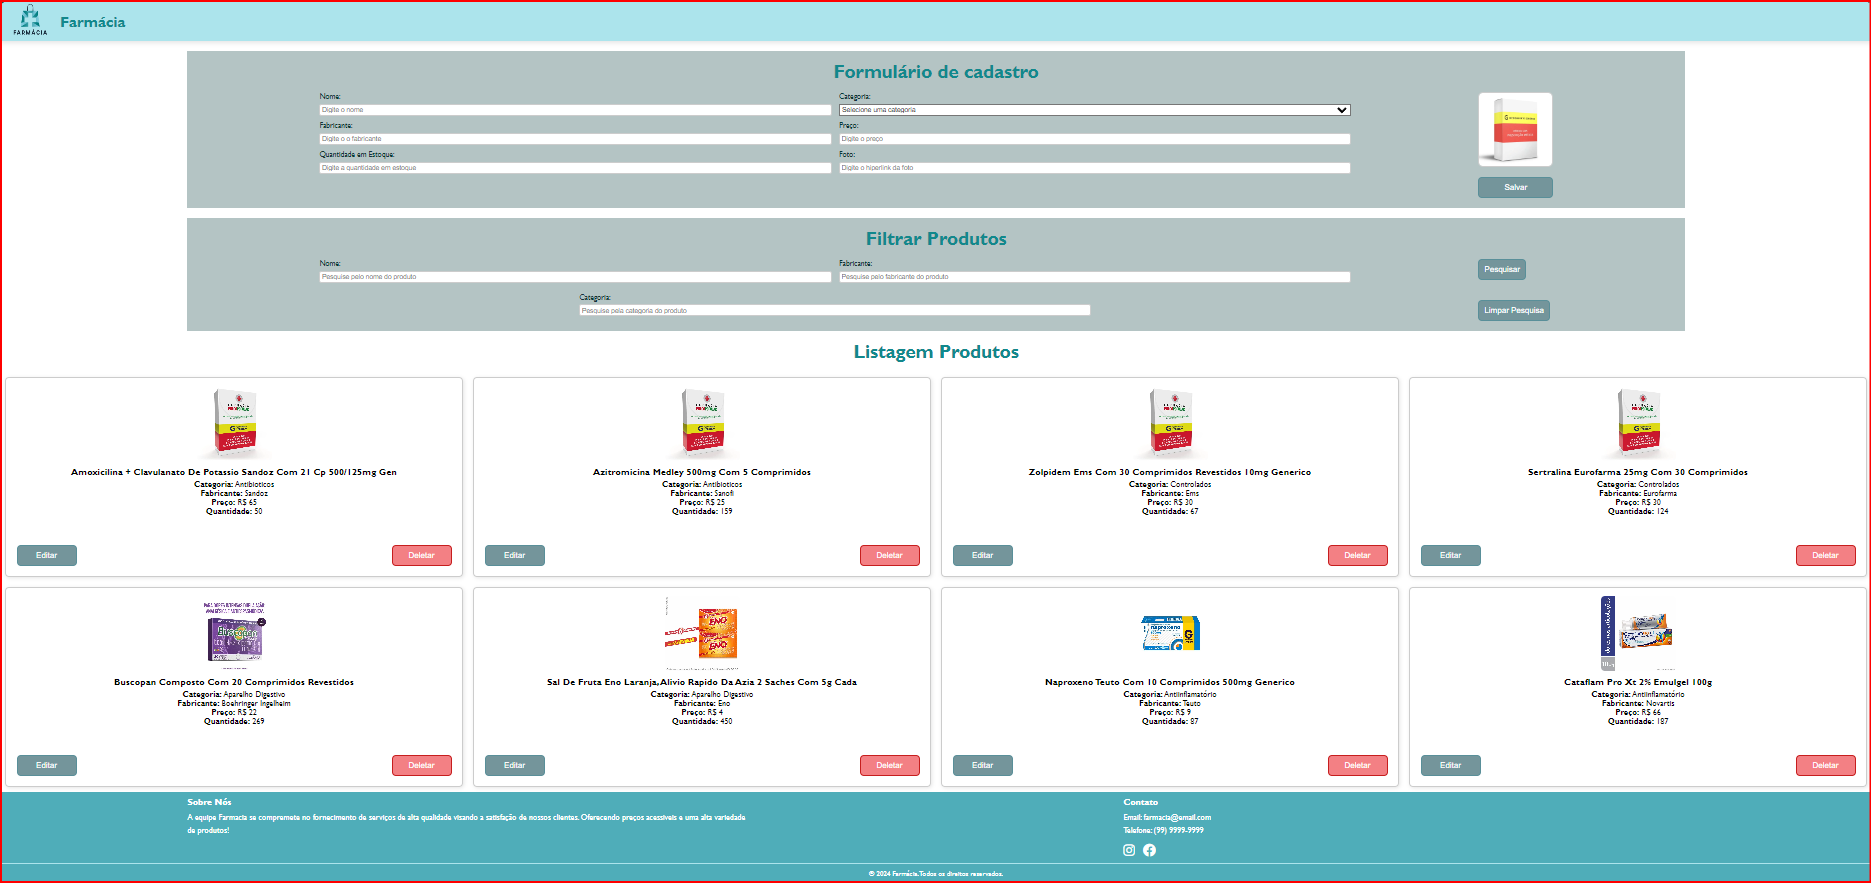 FARMÁCIA
Farmácia
Formulário de cadastro
Nome:
Categoria:
Digite o nome
Selecione uma categoria
Fabricante:
Preço:
Digite o o fabricante
Digite o preço
Quantidade em Estoque:
Foto:
Digite a quantidade em estoque
Digite o hiperlink da foto
Salvar
Filtrar Produtos
Nome:
Fabricante:
Pesquise pelo nome do produto
Pesquise pelo fabricante do produto
Pesquisar
Categoria:
Pesquise pela categoria do produto
Limpar Pesquisa
Listagem Produtos
Amoxicilina + Clavulanato De Potassio Sandoz Com 21 Cp 500/125mg Gen
Categoria: Antibioticos
Fabricante: Sandoz
Preço: R$ 65
Quantidade: 50
Editar
Deletar
Azitromicina Medley 500mg Com 5 Comprimidos
Categoria: Antibioticos
Fabricante: Sanofi
Preço: R$ 25
Quantidade: 159
Editar
Deletar
Zolpidem Ems Com 30 Comprimidos Revestidos 10mg Generico
Categoria: Controlados
Fabricante: Ems
Preço: R$ 30
Quantidade: 67
Editar
Deletar
Sertralina Eurofarma 25mg Com 30 Comprimidos
Categoria: Controlados
Fabricante: Eurofarma
Preço: R$ 30
Quantidade: 124
Editar
Deletar
Buscopan
Buscopan Composto Com 20 Comprimidos Revestidos
Categoria: Aparelho Digestivo
Fabricante: Boehringer Ingelheim
Preço: R$ 22
Quantidade: 269
Editar
Deletar
ENO
ENO
Sal De Fruta Eno Laranja, Alivio Rapido Da Azia 2 Saches Com 5g Cada
Categoria: Aparelho Digestivo
Fabricante: Eno
Preço: R$ 4
Quantidade: 450
Editar
Deletar
naproxeno
G
Naproxeno Teuto Com 10 Comprimidos 500mg Generico
Categoria: Antiinflamatório
Fabricante: Teuto
Preço: R$ 9
Quantidade: 87
Editar
Deletar
Cataflam Pro Xt 2% Emulgel 100g
Categoria: Antiinflamatório
Fabricante: Novartis
Preço: R$ 66
Quantidade: 187
Editar
Deletar
Sobre Nós
A equipe Farmacia se compromete no fornecimento de serviços de alta qualidade visando a satisfação de nossos clientes. Oferecendo preços acessíveis e uma alta variedade
de produtos!
Contato
Email: farmacia@email.com
Telefone: (99) 9999-9999
© 2024 Farmácia. Todos os direitos reservados.